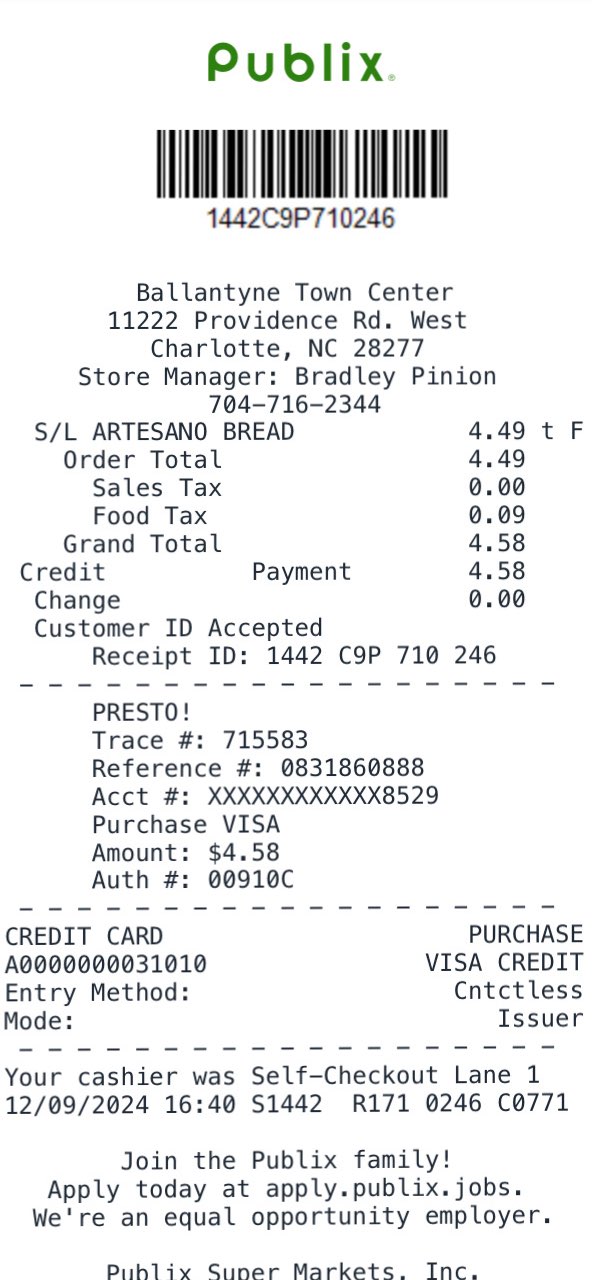 Publix®
1442C9P710246
Ballantyne Town Center
11222 Providence Rd. West
Charlotte, NC 28277
Store Manager: Bradley Pinion
704-716-2344
S/L ARTESANO BREAD 4.49 t F
Order Total 4.49
Sales Tax 0.00
Food Tax 0.09
Grand Total 4.58
Credit Payment 4.58
Change 0.00
Customer ID Accepted
Receipt ID: 1442 C9P 710 246
PRESTO!
Trace #: 715583
Reference #: 0831860888
Acct #: XXXXXXXXXXXX8529
Purchase VISA
Amount: $4.58
Auth #: 00910C
CREDIT CARD PURCHASE
A0000000031010 VISA CREDIT
Entry Method: Cntctless
Mode: Issuer
Your cashier was Self-Checkout Lane 1
12/09/2024 16:40 S1442 R171 0246 C0771
Join the Publix family!
Apply today at apply.publix.jobs.
We're an equal opportunity employer.
Publix Super Markets, Inc.